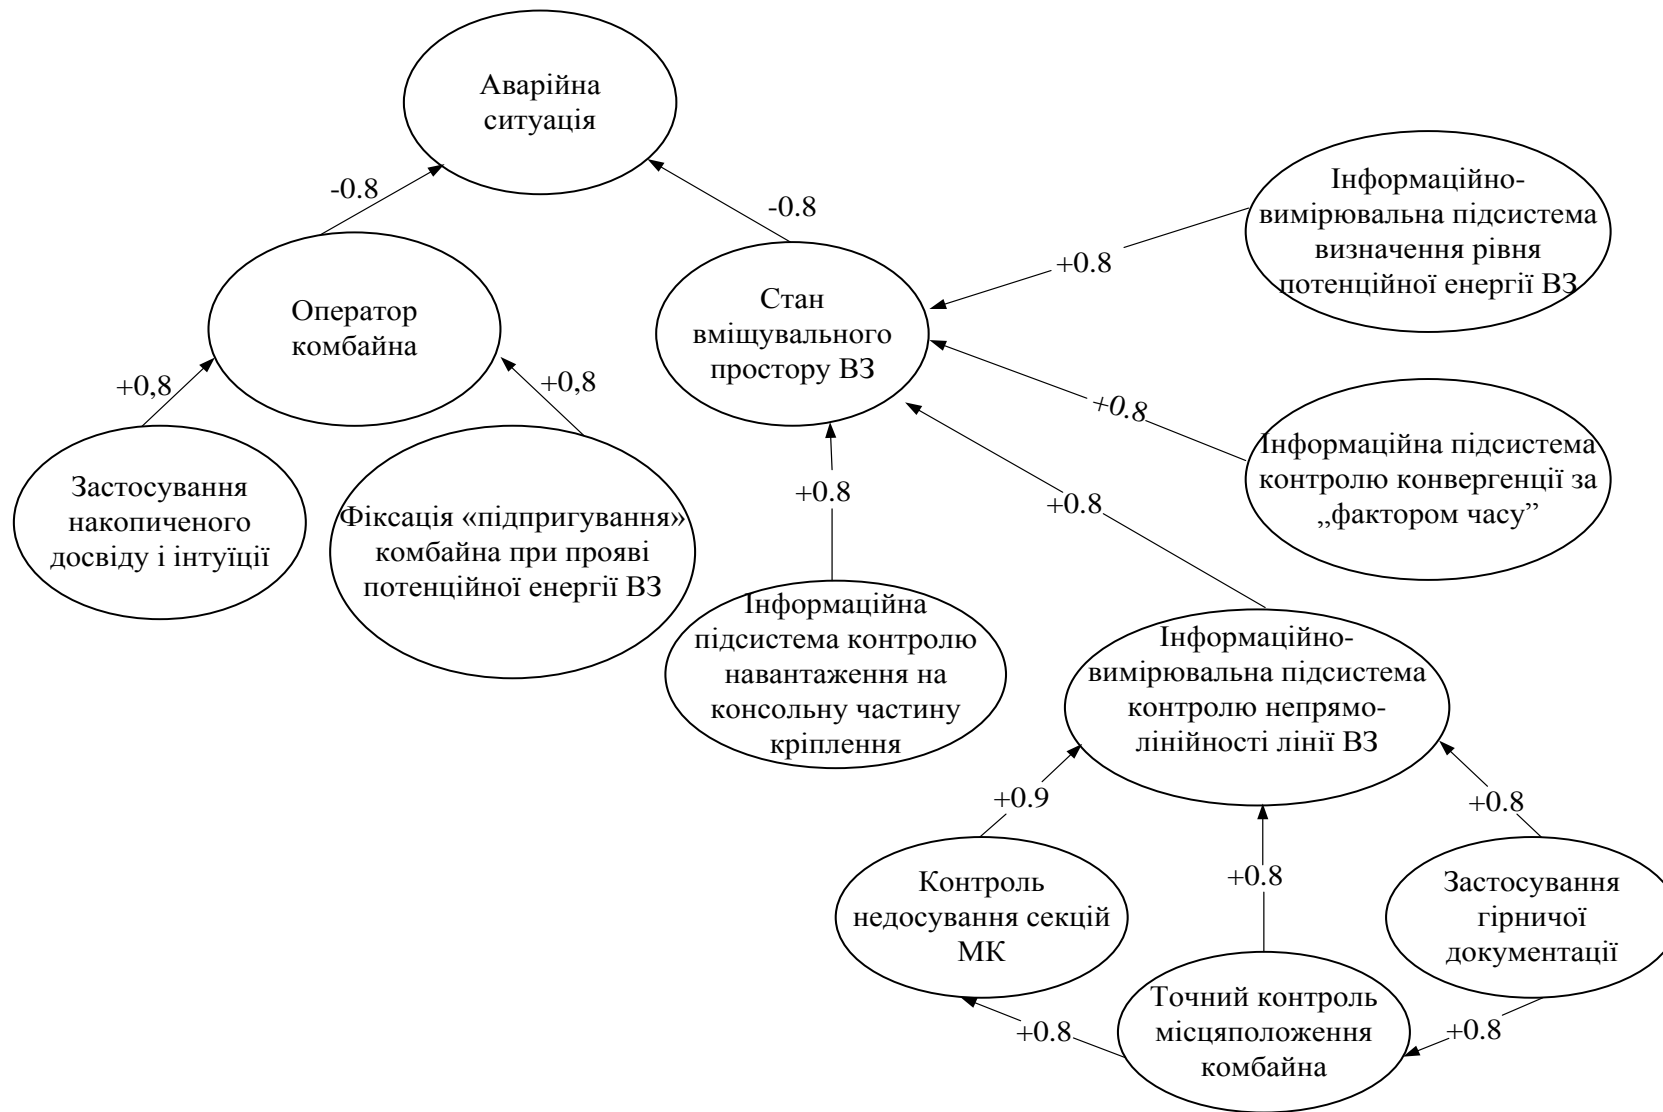 Аварійна
ситуація
-0.8
-0.8
Інформаційно-
вимірювальна підсистема
визначення рівня
потенційної енергії ВЗ
+0.8
Оператор
комбайна
Стан
вміщувального
простору ВЗ
+0,8
+0,8
+0.8
Інформаційна підсистема
контролю конвергенції за
„фактором часу”
Застосування
накопиченого
досвіду і інтуїції
Фіксація «підпригування»
комбайна при прояві
потенційної енергії ВЗ
+0.8
+0.8
Інформаційна
підсистема контролю
навантаження на
консольну частину
кріплення
Інформаційно-
вимірювальна підсистема
контролю непрямо-
лінійності лінії ВЗ
+0.9
+0.8
+0.8
Контроль
недосування секцій
МК
Застосування
гірничої
документації
Точний контроль
місцяположення
комбайна
+0.8
+0.8